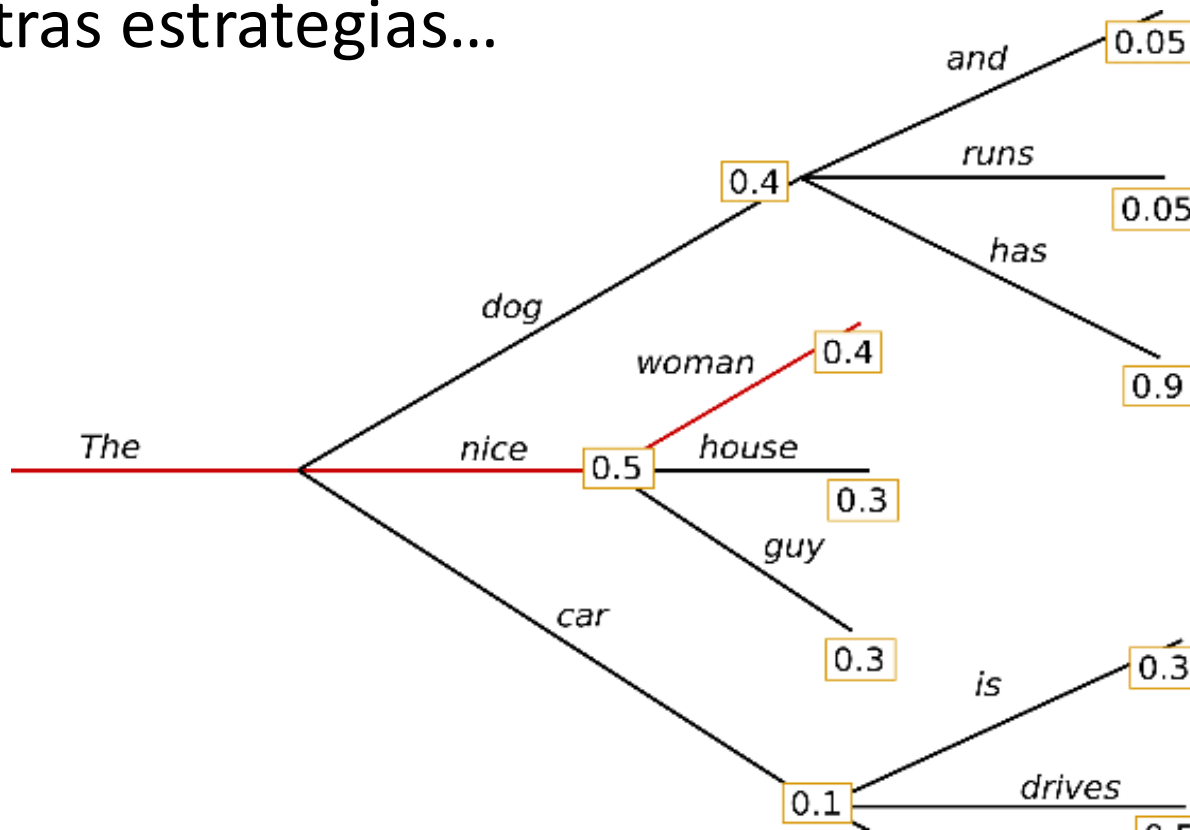 tras estrategias...
0.05
and
runs
0.4
0.05
has
dog
woman
0.4
0.9
The
nice
house
0.5
0.3
guy
car
0.3
is
0.3
drives
0.1